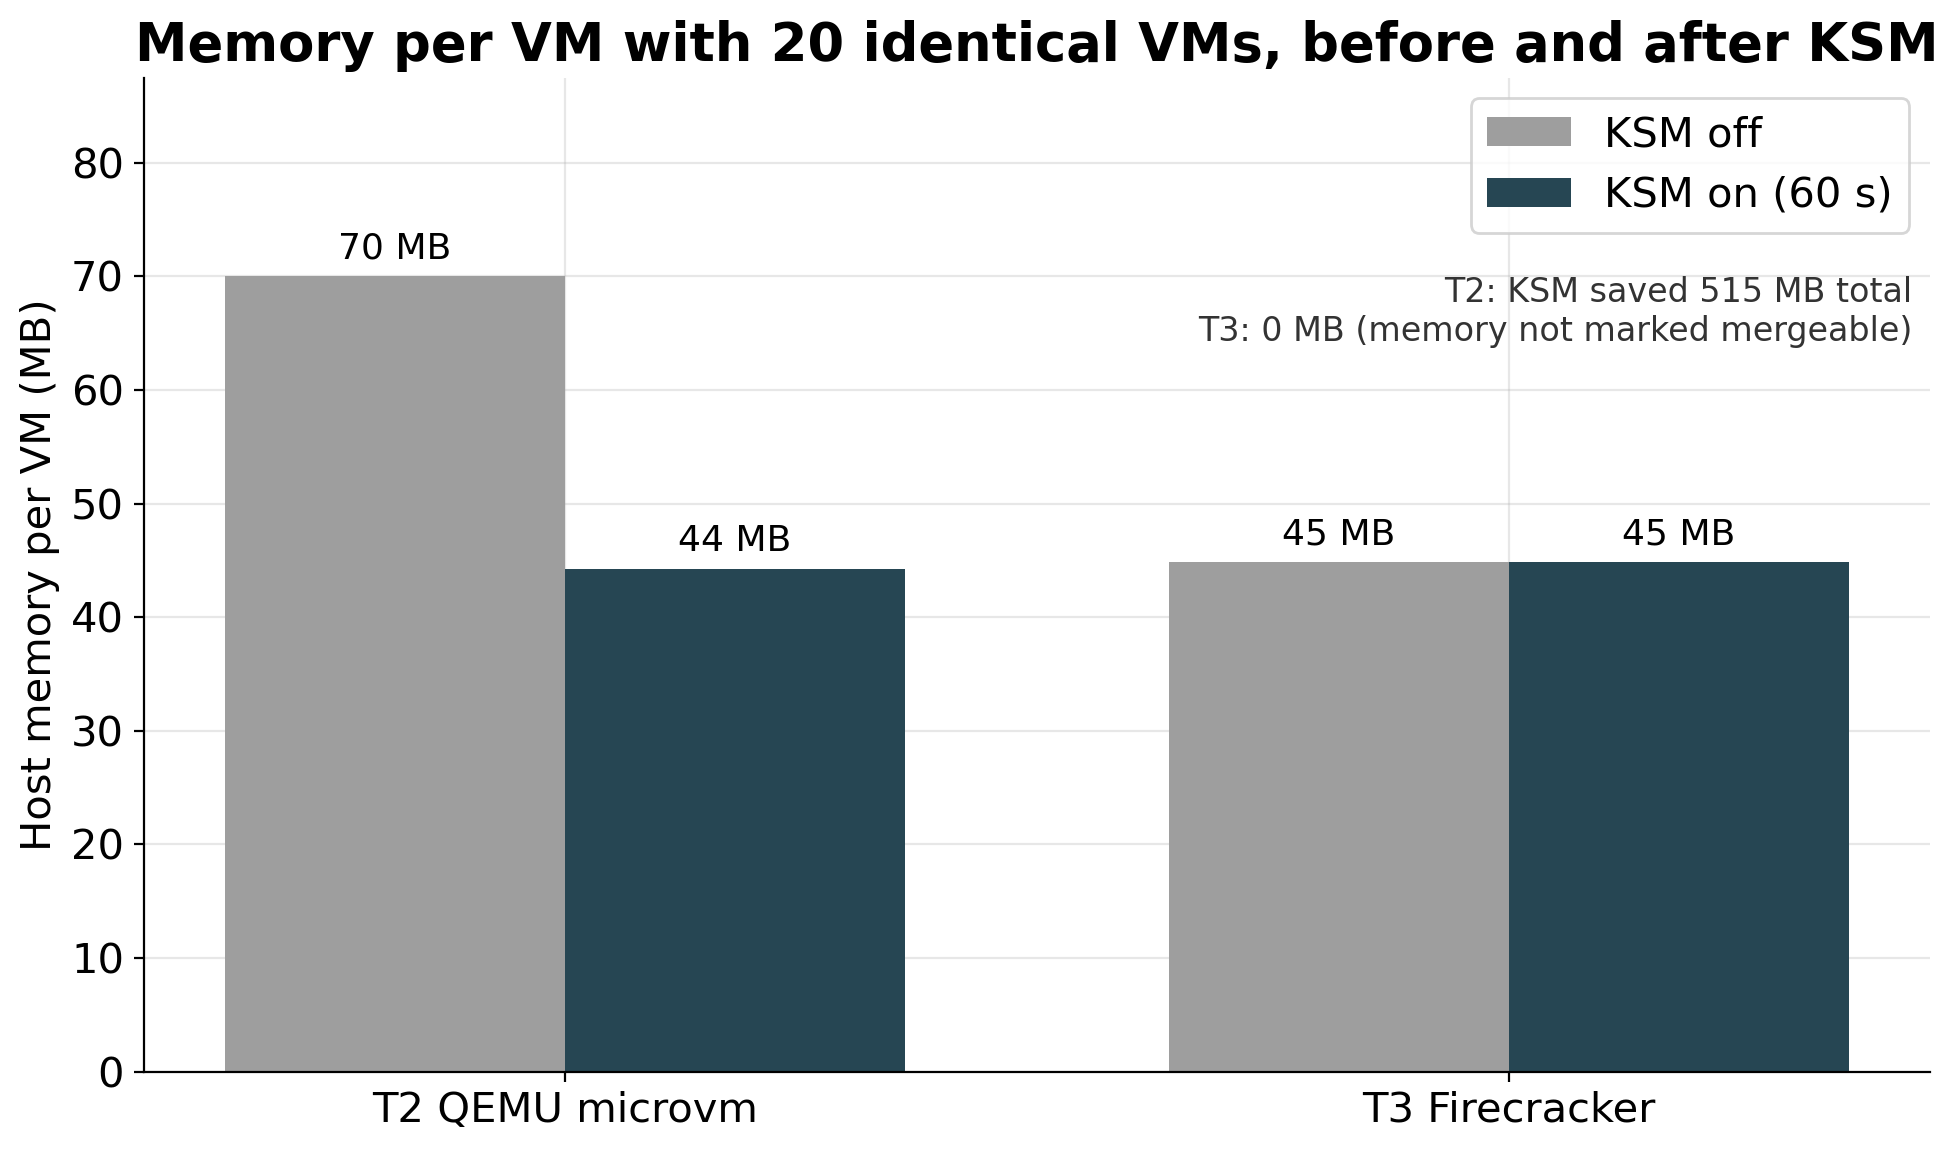 Memory per VM with 20 identical VMs, before and after KSM
KSM off
KSM on (60 s)
T2: KSM saved 515 MB total
T3: 0 MB (memory not marked mergeable)
Host memory per VM (MB)
80
70
60
50
40
30
20
10
0
70 MB
44 MB
45 MB
45 MB
T2 QEMU microvm
T3 Firecracker